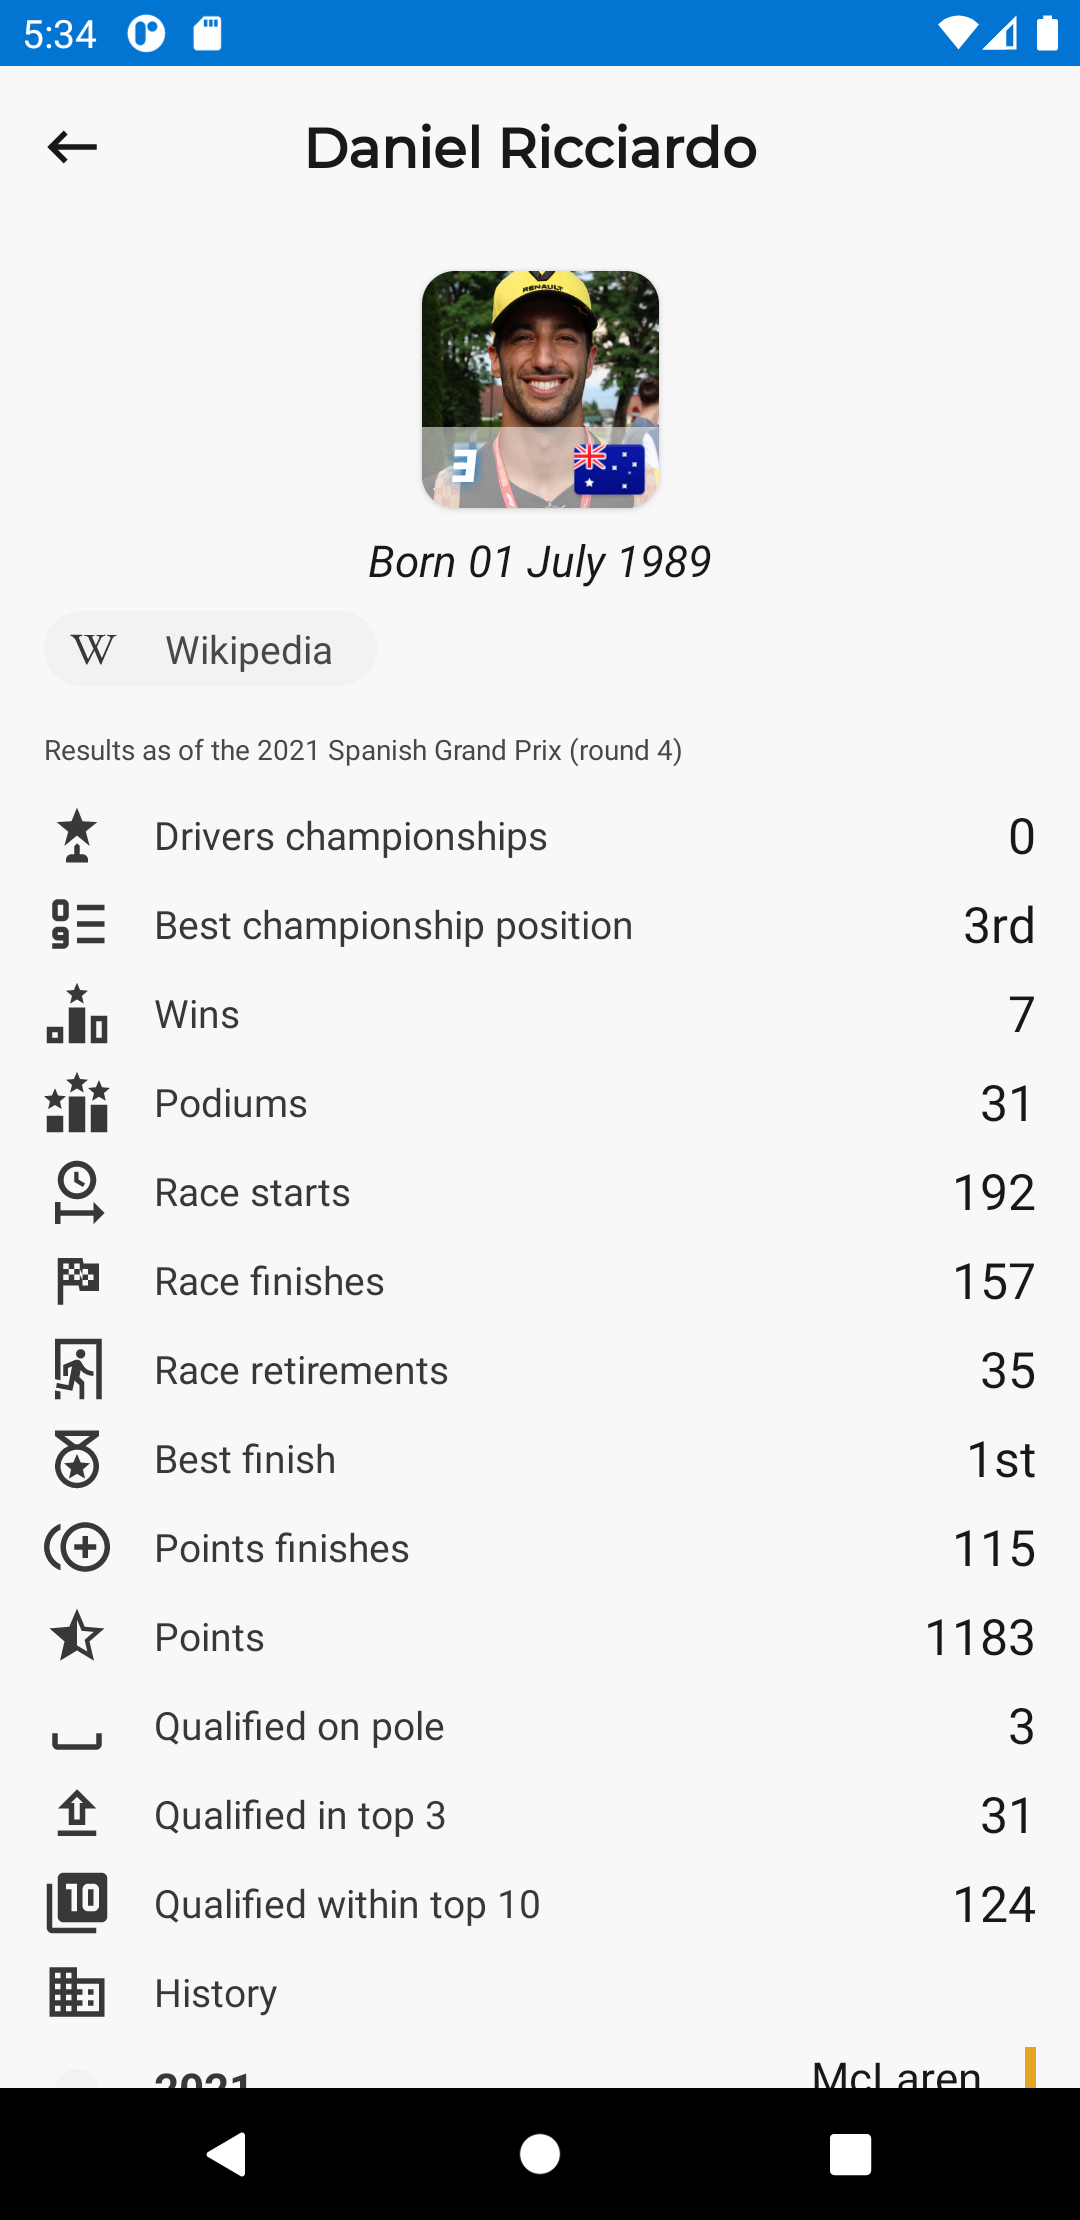 5:34
Daniel Ricciardo
RENAULT
3
Born 01 July 1989
W Wikipedia
Results as of the 2021 Spanish Grand Prix (round 4)
Drivers championships 0
Best championship position 3rd
Wins 7
Podiums 31
Race starts 192
Race finishes 157
Race retirements 35
Best finish 1st
Points finishes 115
Points 1183
Qualified on pole 3
Qualified in top 3 31
10 Qualified within top 10 124
History
2021 McLaren